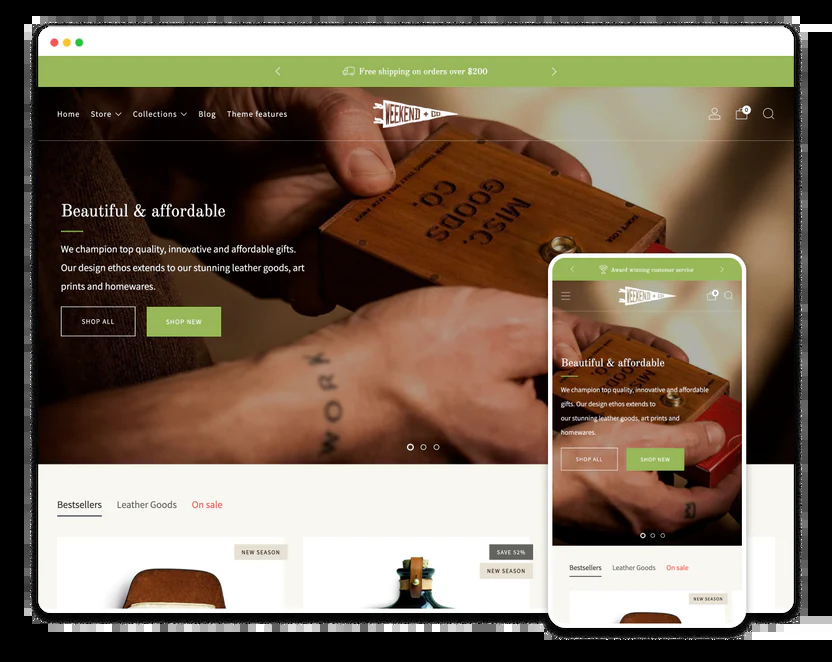 Free shipping on orders over $200
Home Store Collections Blog Theme features
WEEKEND + CO
0
MISC.
GOODS
CO.
Beautiful & affordable
We champion top quality, innovative and affordable gifts.
Our design ethos extends to our stunning leather goods, art
prints and homewares.
SHOP ALL SHOP NEW
WORK
Bestsellers Leather Goods On sale
NEW SEASON
SAVE 52%
NEW SEASON
Award winning customer service
WEEKEND + CO
Beautiful & affordable
We champion top quality, innovative and affordable
gifts. Our design ethos extends to
our stunning leather goods, art prints and
homewares.
SHOP ALL SHOP NEW
Bestsellers Leather Goods On sale
NEW SEASON